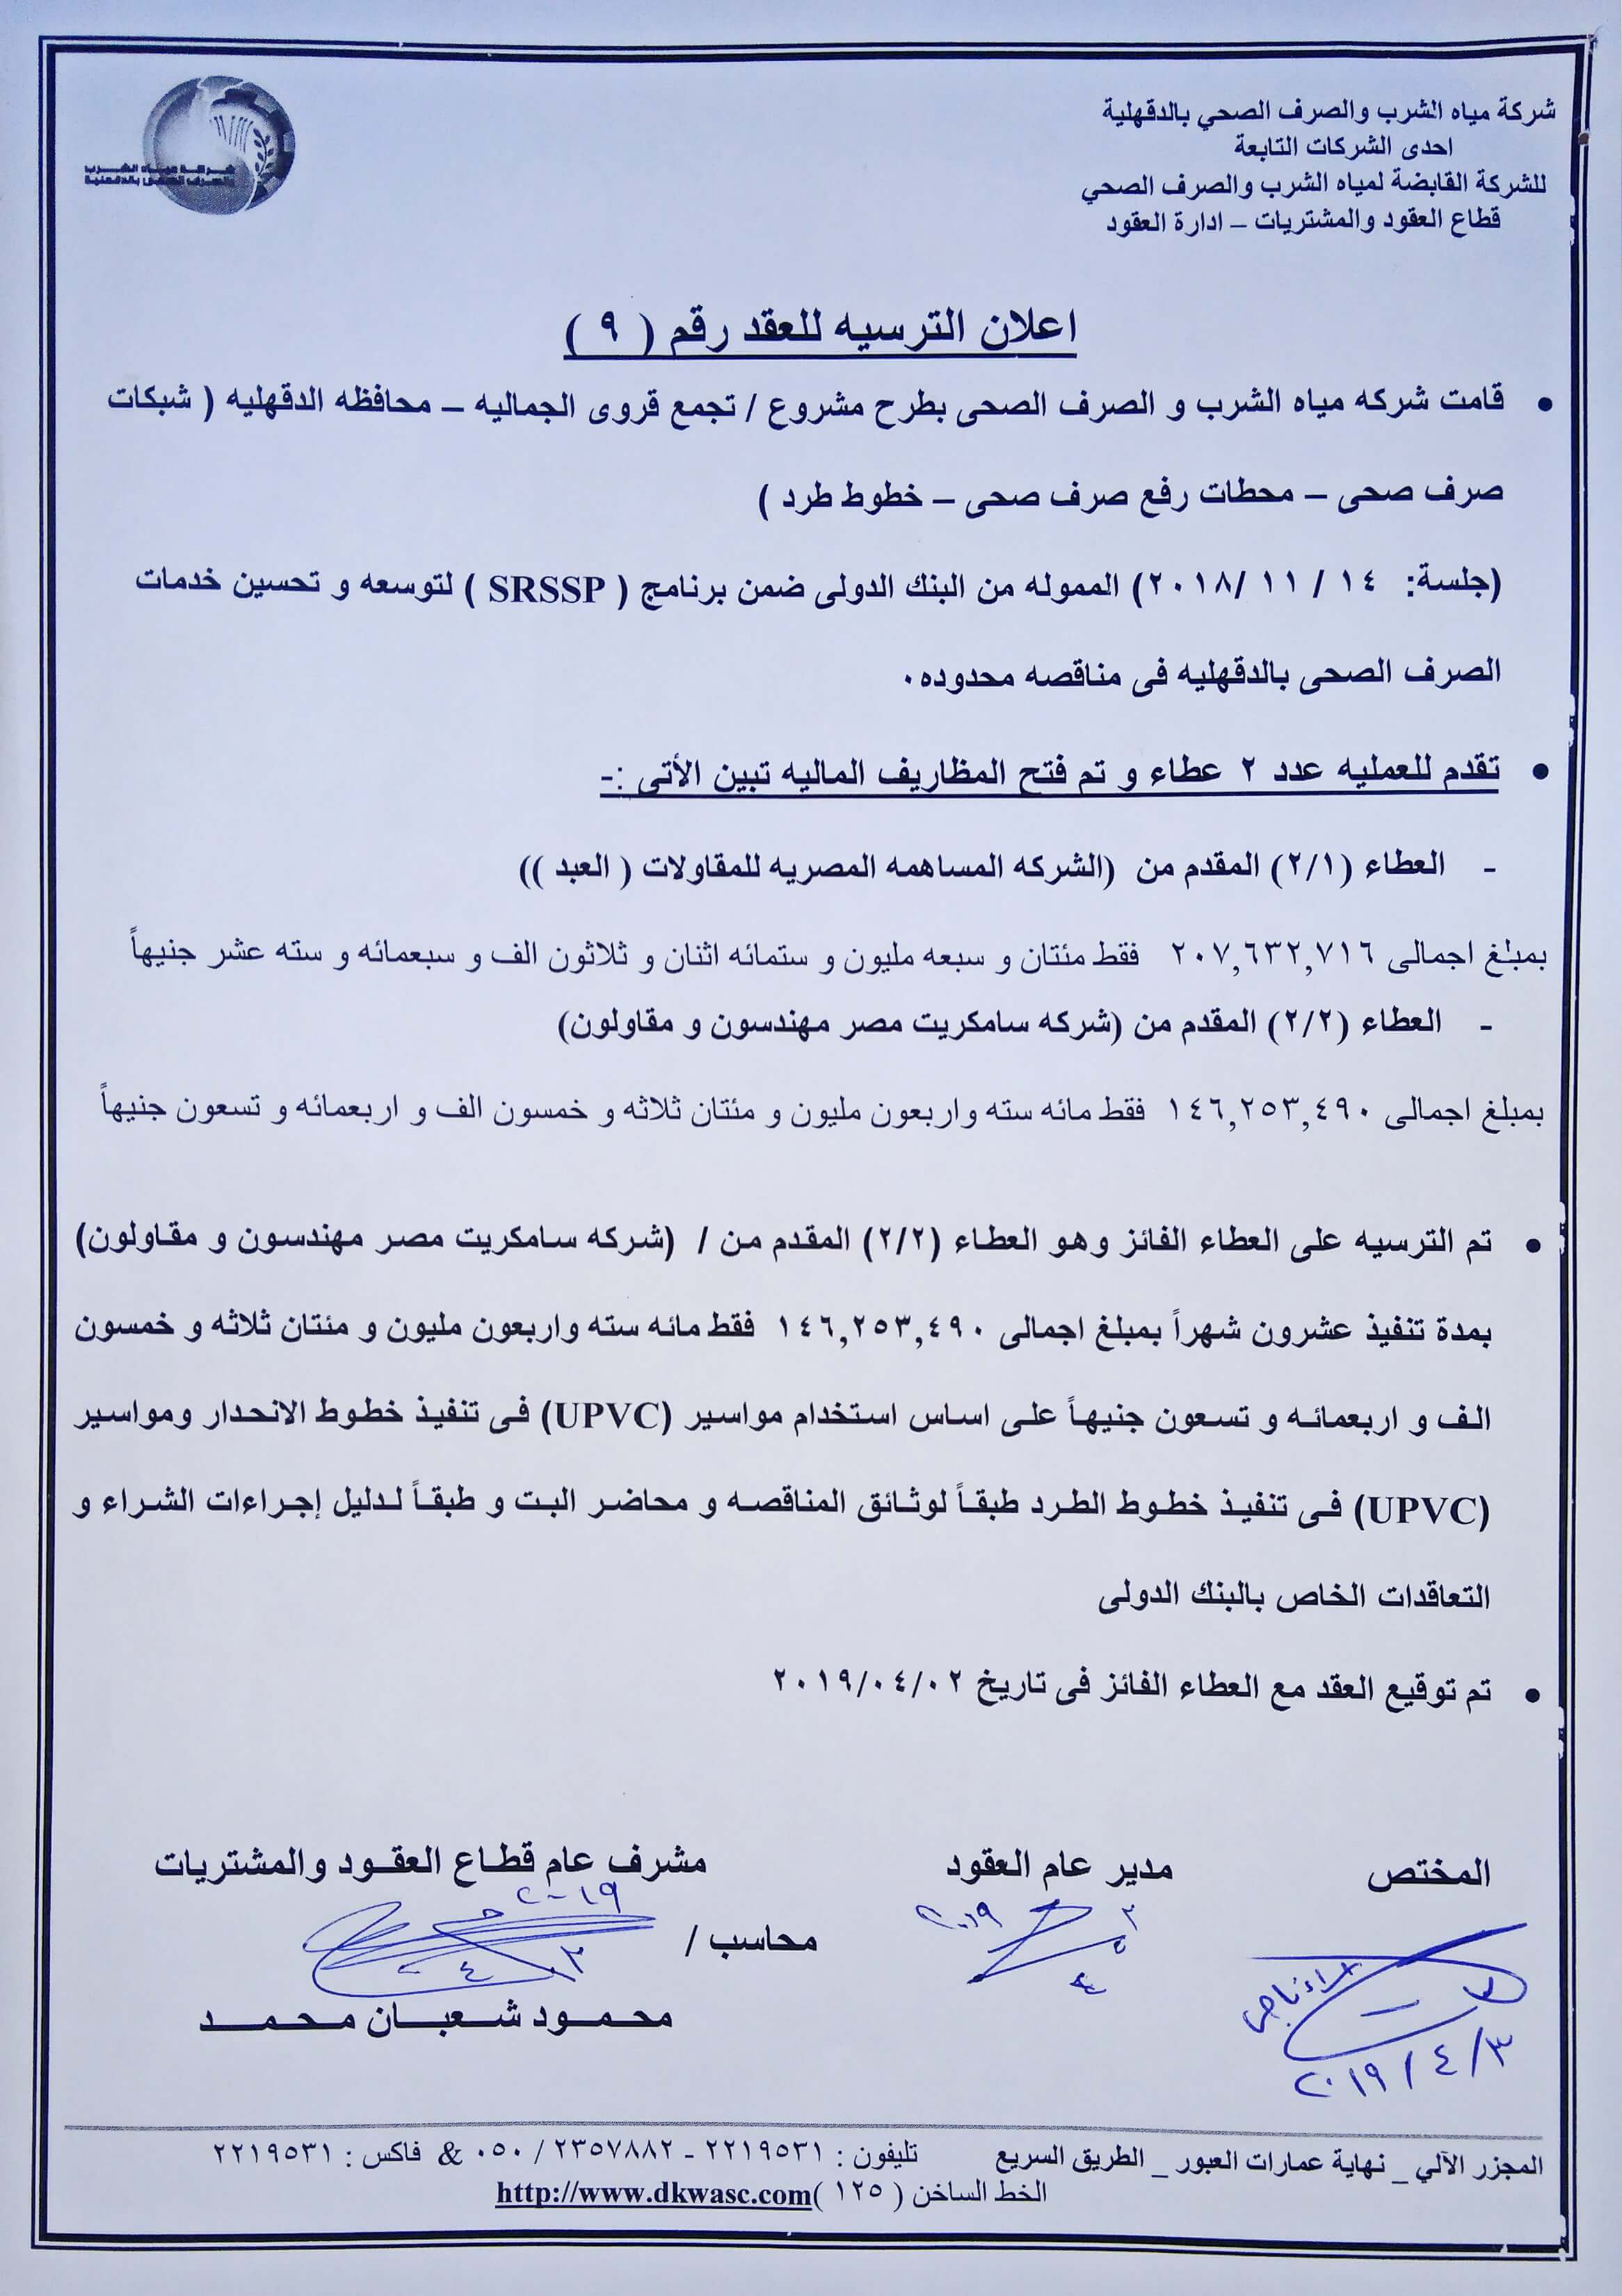 شركة مياه الشرب والصرف الصحي بالدقهلية
احدى الشركات التابعة
للشركة القابضة لمياه الشرب والصرف الصحي
قطاع العقود والمشتريات – ادارة العقود
شركة مياه الشرب
والصرف الصحى بالدقهلية
اعلان الترسيه للعقد رقم ( ٩ )
• قامت شركه مياه الشرب و الصرف الصحى بطرح مشروع / تجمع قروى الجماليه – محافظه الدقهليه ( شبكات
صرف صحى – محطات رفع صرف صحى – خطوط طرد )
(جلسة: ١٤ / ١١ /٢٠١٨) الممولة من البنك الدولى ضمن برنامج ( SRSSP ) لتوسعه و تحسين خدمات
الصرف الصحى بالدقهليه فى مناقصه محدوده٠
• تقدم للعمليه عدد ٢ عطاء و تم فتح المظاريف الماليه تبين الأتى :-
- العطاء (٢/١) المقدم من (الشركه المساهمه المصريه للمقاولات ( العبد ))
بمبلغ اجمالى ٢٠٧,٦٣٢,٧١٦ فقط مئتان و سبعه مليون و ستمائه اثنان و ثلاثون الف و سبعمائه و سته عشر جنيهاً
- العطاء (٢/٢) المقدم من (شركه سامكريت مصر مهندسون و مقاولون)
بمبلغ اجمالى ١٤٦,٢٥٣,٤٩٠ فقط مائه سته واربعون مليون و مئتان ثلاثه و خمسون الف و اربعمائه و تسعون جنيهاً
• تم الترسيه على العطاء الفائز وهو العطاء (٢/٢) المقدم من / (شركه سامكريت مصر مهندسون و مقاولون)
بمدة تنفيذ عشرون شهراً بمبلغ اجمالى ١٤٦,٢٥٣,٤٩٠ فقط مائه سته واربعون مليون و مئتان ثلاثه و خمسون
الف و اربعمائه و تسعون جنيهاً على اساس استخدام مواسير (UPVC) فى تنفيذ خطوط الانحدار ومواسير
(UPVC) فى تنفيذ خطوط الطرد طبقاً لوثائق المناقصه و محاضر البت و طبقاً لدليل إجراءات الشراء و
التعاقدات الخاص بالبنك الدولى
• تم توقيع العقد مع العطاء الفائز فى تاريخ ٢٠١٩/٠٤/٠٢
المختص مدير عام العقود مشرف عام قطاع العقود والمشتريات
محاسب /
محمود شعبان محمد
٢٠١٩/٤/٣
المجزر الآلي _ نهاية عمارات العبور _ الطريق السريع تليفون : ٢٢١٩٥٣١ - ٢٣٥٧٨٨٢ / ٠٥٠ & فاكس : ٢٢١٩٥٣١
الخط الساخن ( ١٢٥ )http://www.dkwasc.com